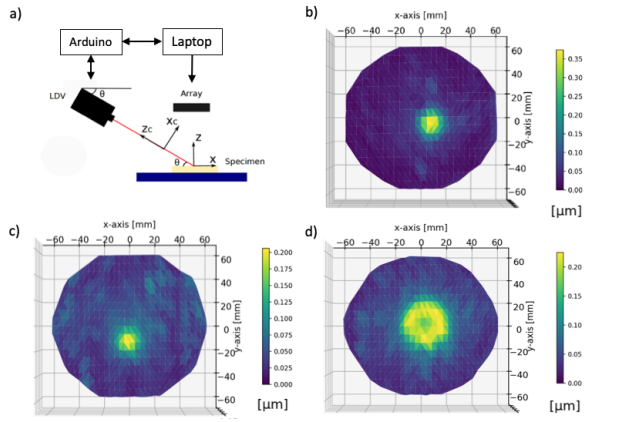 a)
Arduino
Laptop
LDV
θ
Array
Xc
Zc
z
θ
x
Specimen
b)
x-axis [mm]
−60 −40 −20 0 20 40 60
60
40
20
0
−20
−40
−60
y-axis [mm]
0.35
0.30
0.25
0.20
0.15
0.10
0.05
0.00
[μm]
c)
x-axis [mm]
−60 −40 −20 0 20 40 60
60
40
20
0
−20
−40
−60
y-axis [mm]
0.200
0.175
0.150
0.125
0.100
0.075
0.050
0.025
0.000
[μm]
d)
x-axis [mm]
−60 −40 −20 0 20 40 60
60
40
20
0
−20
−40
−60
y-axis [mm]
0.20
0.15
0.10
0.05
0.00
[μm]